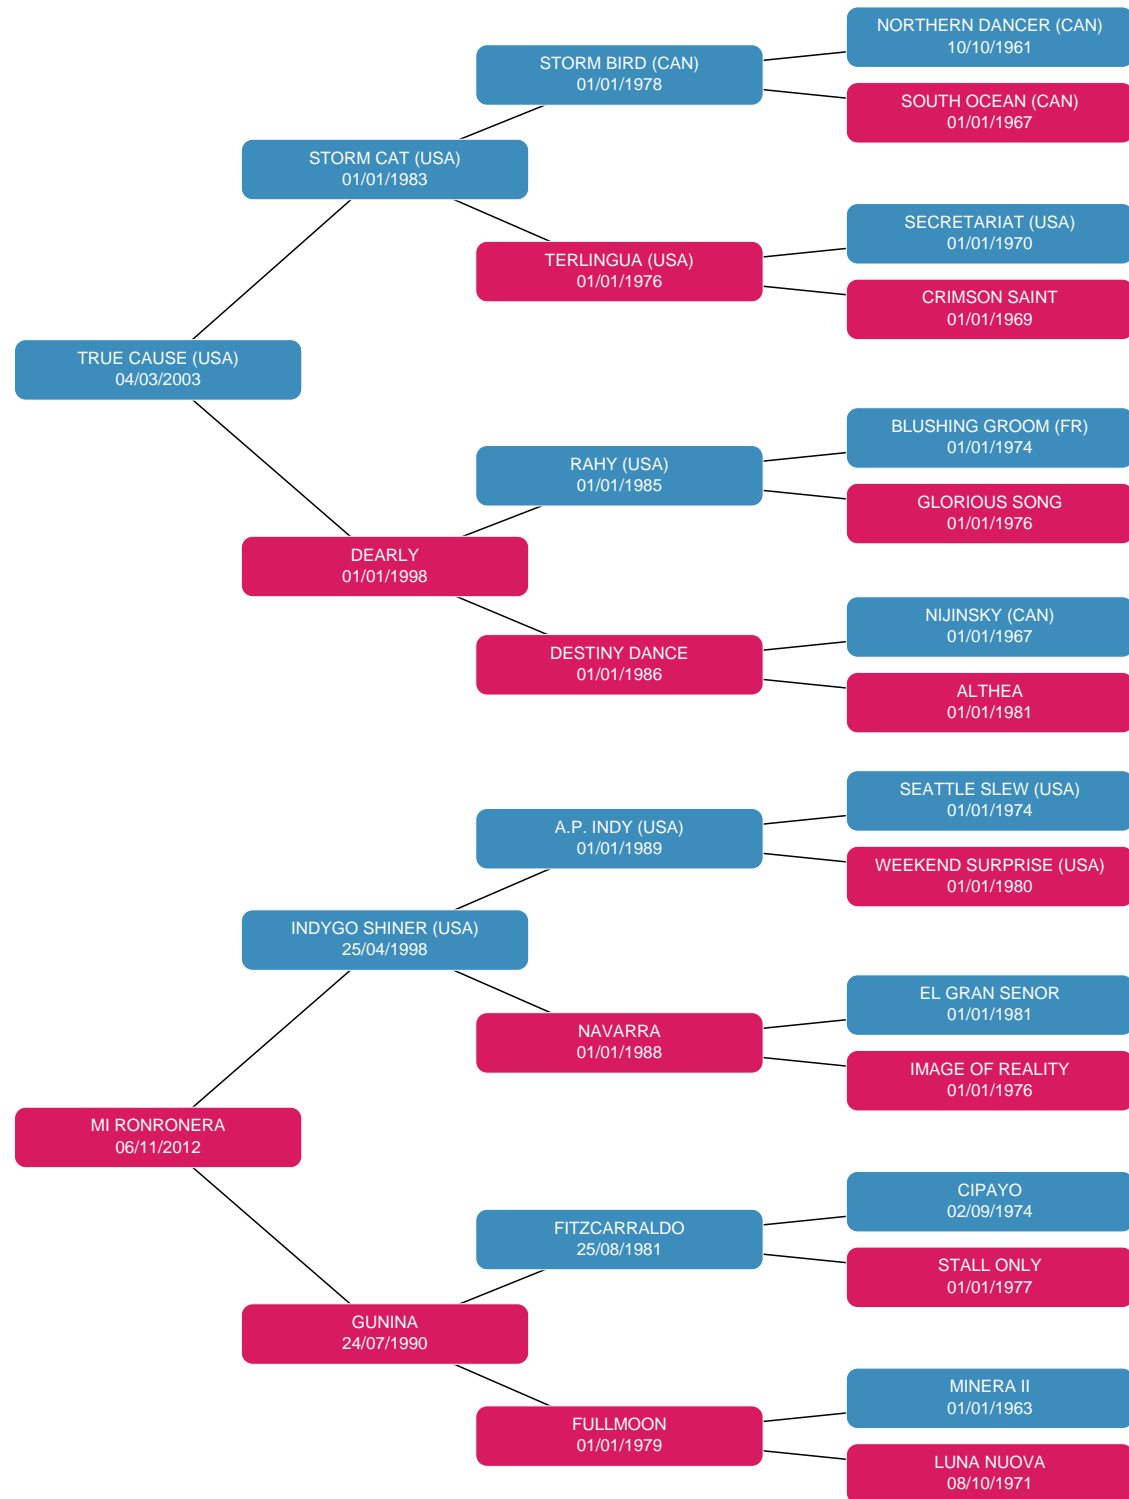 NORTHERN DANCER (CAN)
10/10/1961
STORM BIRD (CAN)
01/01/1978
SOUTH OCEAN (CAN)
01/01/1967
STORM CAT (USA)
01/01/1983
SECRETARIAT (USA)
01/01/1970
TERLINGUA (USA)
01/01/1976
CRIMSON SAINT
01/01/1969
TRUE CAUSE (USA)
04/03/2003
BLUSHING GROOM (FR)
01/01/1974
RAHY (USA)
01/01/1985
GLORIOUS SONG
01/01/1976
DEARLY
01/01/1998
NIJINSKY (CAN)
01/01/1967
DESTINY DANCE
01/01/1986
ALTHEA
01/01/1981
SEATTLE SLEW (USA)
01/01/1974
A.P. INDY (USA)
01/01/1989
WEEKEND SURPRISE (USA)
01/01/1980
INDYGO SHINER (USA)
25/04/1998
EL GRAN SENOR
01/01/1981
NAVARRA
01/01/1988
IMAGE OF REALITY
01/01/1976
MI RONRONERA
06/11/2012
CIPAYO
02/09/1974
FITZCARRALDO
25/08/1981
STALL ONLY
01/01/1977
GUNINA
24/07/1990
MINERA II
01/01/1963
FULLMOON
01/01/1979
LUNA NUOVA
08/10/1971